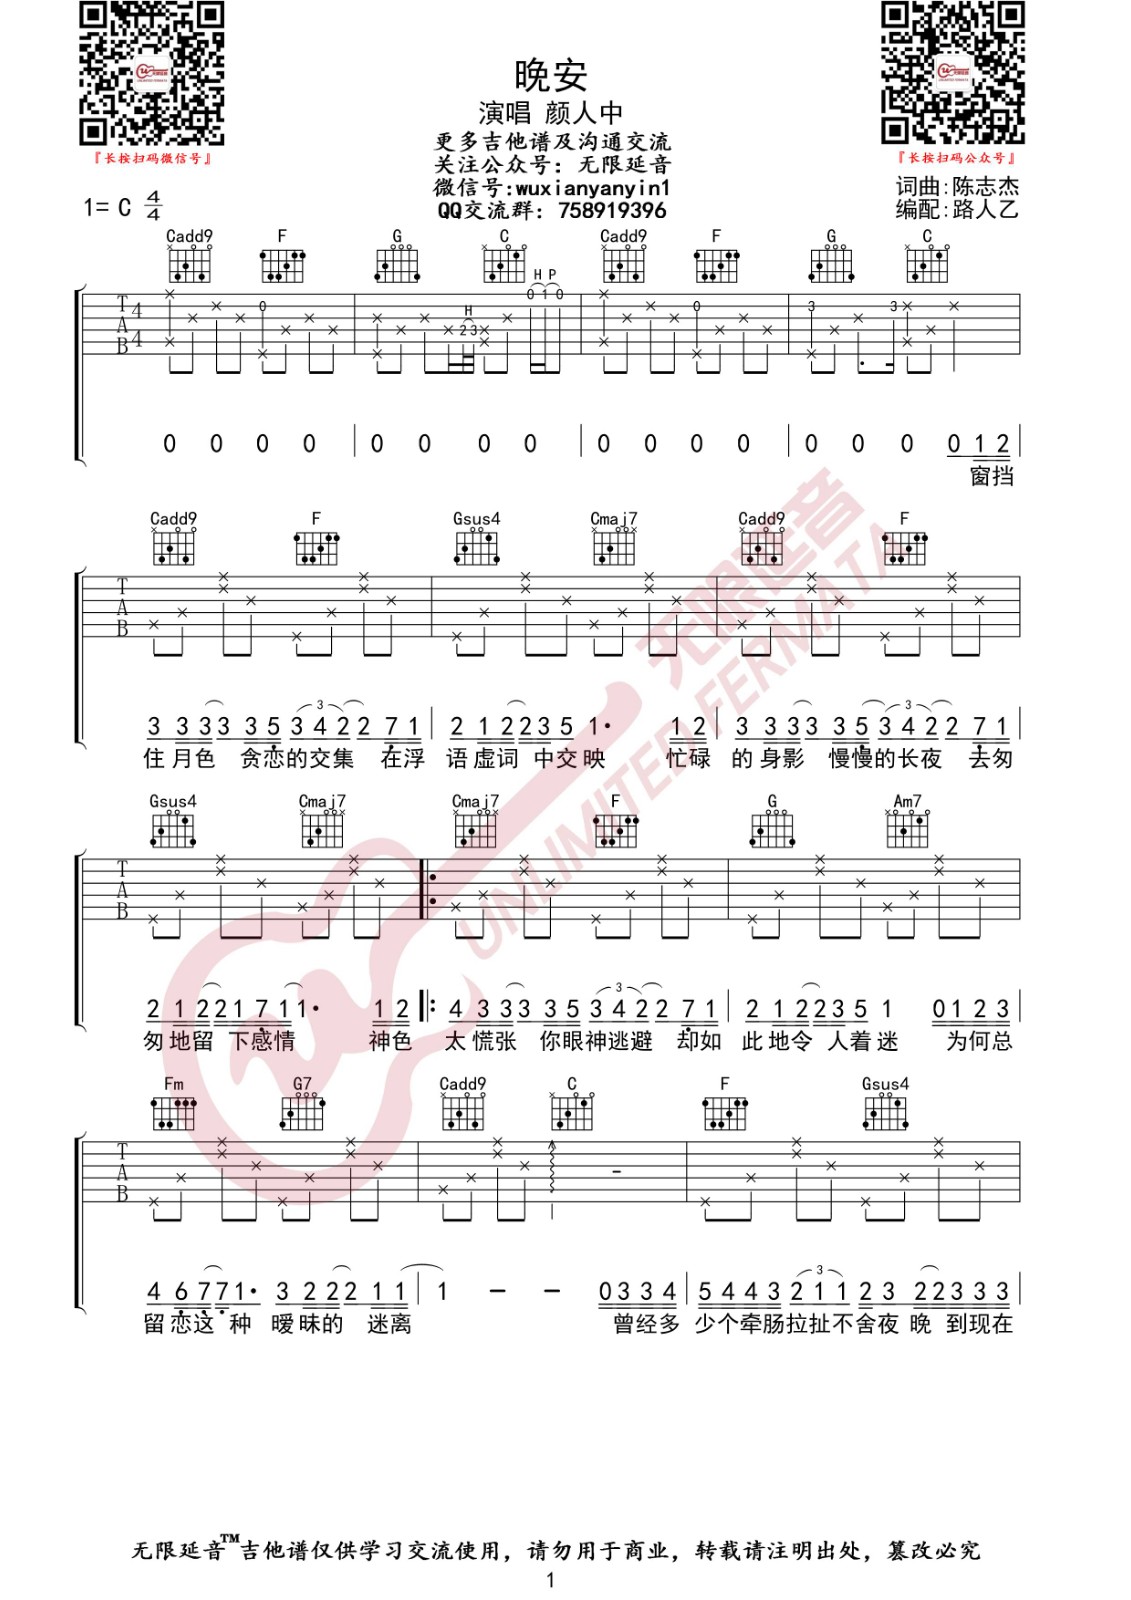 晚安
演唱 颜人中
更多吉他谱及沟通交流
关注公众号：无限延音
微信号:wuxianyanyin1
QQ交流群：758919396
『长按扫码微信号』
『长按扫码公众号』
词曲:陈志杰
编配:路人乙
1= C 4/4
Cadd9 F G C Cadd9 F G C
H H P
T A B 4 4 0 2 3 0 1 0 0 3 3
0 0 0 0 0 0 0 0 0 0 0 0 0 0 0 0 1 2
窗挡
Cadd9 F Gsus4 Cmaj7 Cadd9 F
T A B
3 3 3 3 3 5 3 4 2 2 7 1 2 1 2 2 3 5 1· 1 2 3 3 3 3 3 5 3 4 2 2 7 1
住月色 贪恋的交集 在浮 语虚词 中交映 忙碌 的身影 慢慢的长夜 去匆
Gsus4 Cmaj7 Cmaj7 F G Am7
T A B
2 1 2 2 1 7 1 1· 1 2 4 3 3 3 3 5 3 4 2 2 7 1 2 1 2 2 3 5 1 0 1 2 3
匆地留 下感情 神色 太慌张 你眼神逃避 却如 此地令 人着迷 为何总
Fm G7 Cadd9 C F Gsus4
T A B
4 6 7 7 1· 3 2 2 2 1 1 1 － － 0 3 3 4 5 4 4 3 2 1 1 2 3 2 2 3 3 3
留恋这种 暧昧的 迷离 曾经多 少个牵肠拉扯不舍夜 晚 到现在
无限延音
UNLIMITED FERMATA
无限延音™吉他谱仅供学习交流使用，请勿用于商业，转载请注明出处，篡改必究
1